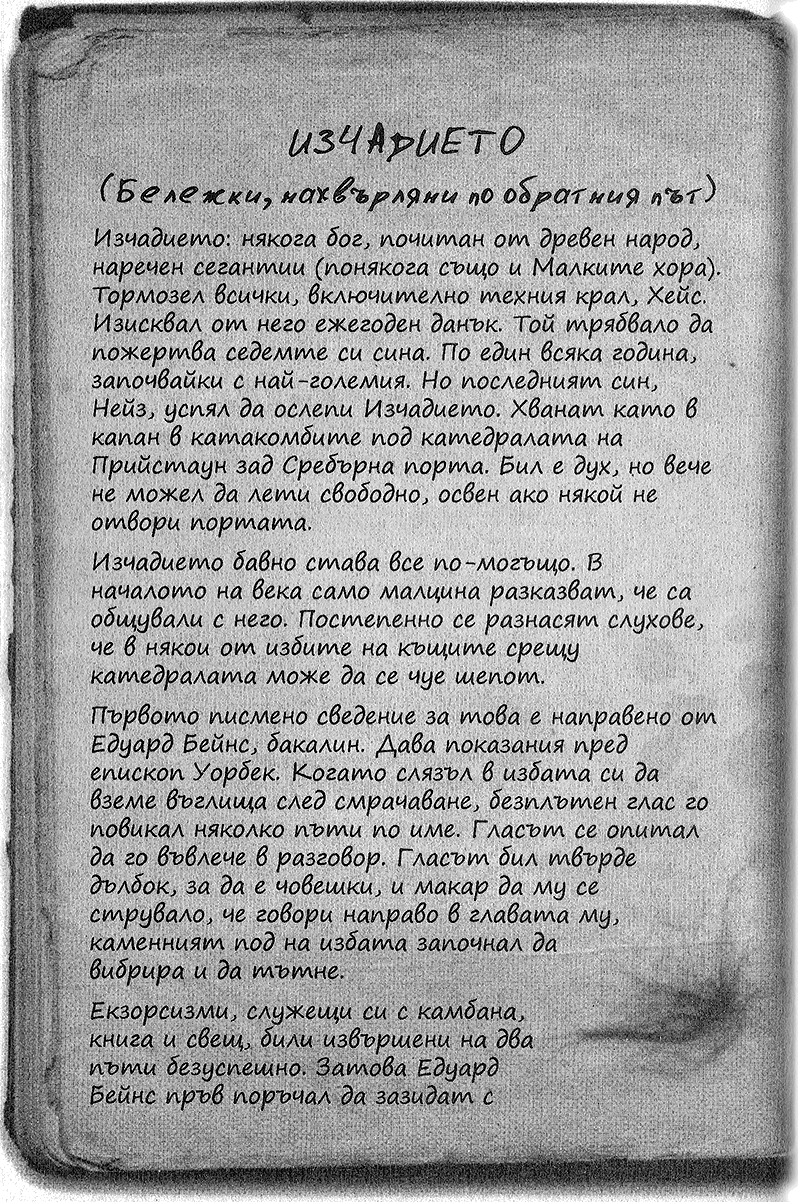 ИЗЧАДИЕТО
(Бележки, нахвърляни по обратния път)
Изчадието: някога бог, почитан от древен народ,
наречен сегантии (понякога също и Малките хора).
Тормозел всички, включително техния крал, Хейс.
Изисквал от него ежегоден данък. Той трябвало да
пожертва седемте си сина. По един всяка година,
започвайки с най-големия. Но последният син,
Нейз, успял да ослепи Изчадието. Хванат като в
капан в катакомбите под катедралата на
Прийстаун зад Сребърна порта. Бил е дух, но вече
не можел да лети свободно, освен ако някой не
отвори портата.
Изчадието бавно става все по-могъщо. В
началото на века само малцина разказват, че са
общували с него. Постепенно се разнасят слухове,
че в някои от избите на къщите срещу
катедралата може да се чуе шепот.
Първото писмено сведение за това е направено от
Едуард Бейнс, бакалин. Дава показания пред
епископ Уорбек. Когато слязъл в избата си да
вземе въглища след смрачаване, безплътен глас го
повикал няколко пъти по име. Гласът се опитал
да го въвлече в разговор. Гласът бил твърде
дълбок, за да е човешки, и макар да му се
струвало, че говори направо в главата му,
каменният под на избата започнал да
вибрира и да тътне.
Екзорсизми, служещи си с камбана,
книга и свещ, били извършени на два
пъти безуспешно. Затова Едуард
Бейнс пръв поръчал да зазидат с